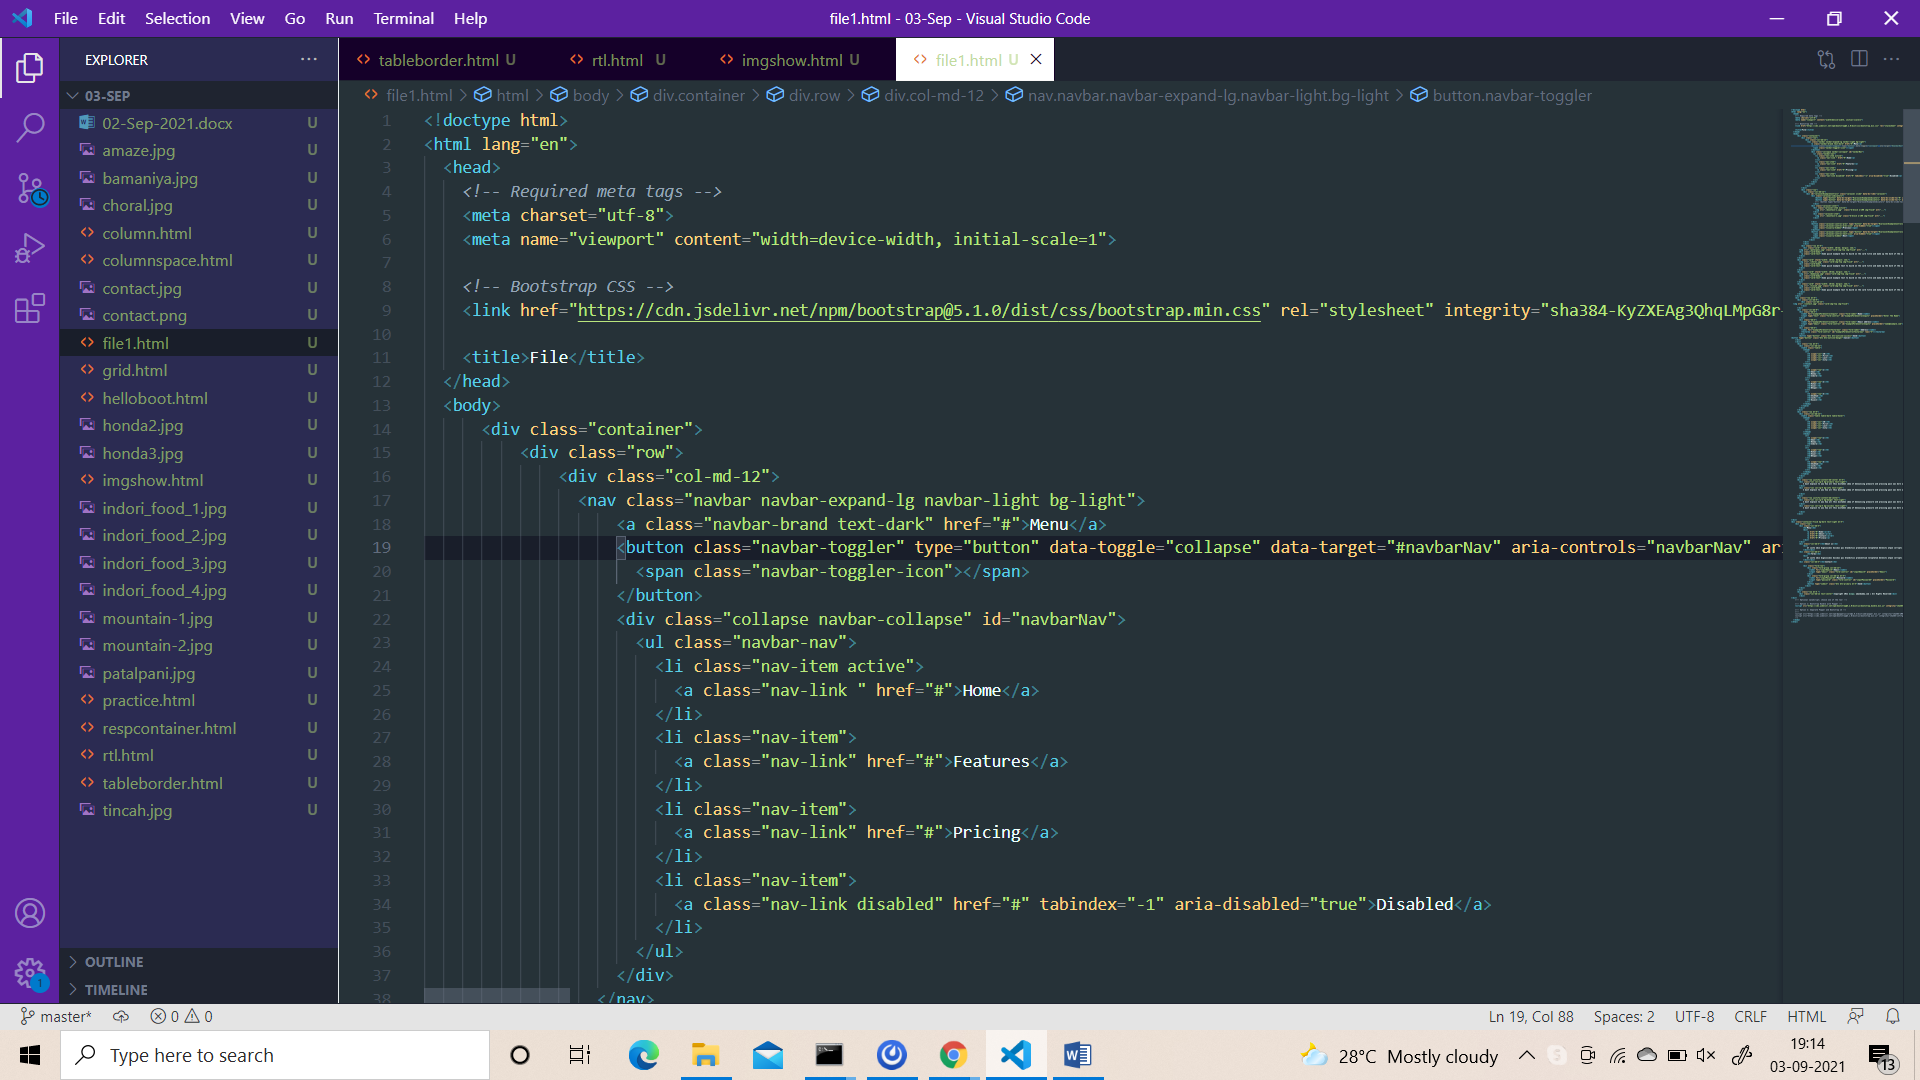 File Edit Selection View Go Run Terminal Help
file1.html - 03-Sep - Visual Studio Code
EXPLORER
tableborder.html U
rtl.html U
imgshow.html U
file1.html U
03-SEP
file1.html > html > body > div.container > div.row > div.col-md-12 > nav.navbar.navbar-expand-lg.navbar-light.bg-light > button.navbar-toggler
02-Sep-2021.docx U
amaze.jpg U
bamaniya.jpg U
choral.jpg U
column.html U
columnspace.html U
contact.jpg U
contact.png U
file1.html U
grid.html U
helloboot.html U
honda2.jpg U
honda3.jpg U
imgshow.html U
indori_food_1.jpg U
indori_food_2.jpg U
indori_food_3.jpg U
indori_food_4.jpg U
mountain-1.jpg U
mountain-2.jpg U
patalpani.jpg U
practice.html U
respcontainer.html U
rtl.html U
tableborder.html U
tincah.jpg U
OUTLINE
TIMELINE
1 <!doctype html>
2 <html lang="en">
3 <head>
4 <!-- Required meta tags -->
5 <meta charset="utf-8">
6 <meta name="viewport" content="width=device-width, initial-scale=1">
7
8 <!-- Bootstrap CSS -->
9 <link href="https://cdn.jsdelivr.net/npm/bootstrap@5.1.0/dist/css/bootstrap.min.css" rel="stylesheet" integrity="sha384-KyZXEAg3QhqLMpG8r-
10
11 <title>File</title>
12 </head>
13 <body>
14 <div class="container">
15 <div class="row">
16 <div class="col-md-12">
17 <nav class="navbar navbar-expand-lg navbar-light bg-light">
18 <a class="navbar-brand text-dark" href="#">Menu</a>
19 <button class="navbar-toggler" type="button" data-toggle="collapse" data-target="#navbarNav" aria-controls="navbarNav" ari
20 <span class="navbar-toggler-icon"></span>
21 </button>
22 <div class="collapse navbar-collapse" id="navbarNav">
23 <ul class="navbar-nav">
24 <li class="nav-item active">
25 <a class="nav-link " href="#">Home</a>
26 </li>
27 <li class="nav-item">
28 <a class="nav-link" href="#">Features</a>
29 </li>
30 <li class="nav-item">
31 <a class="nav-link" href="#">Pricing</a>
32 </li>
33 <li class="nav-item">
34 <a class="nav-link disabled" href="#" tabindex="-1" aria-disabled="true">Disabled</a>
35 </li>
36 </ul>
37 </div>
38 </nav>
master* 0 0
Ln 19, Col 88 Spaces: 2 UTF-8 CRLF HTML
1
Type here to search
28°C Mostly cloudy
19:14
03-09-2021
13